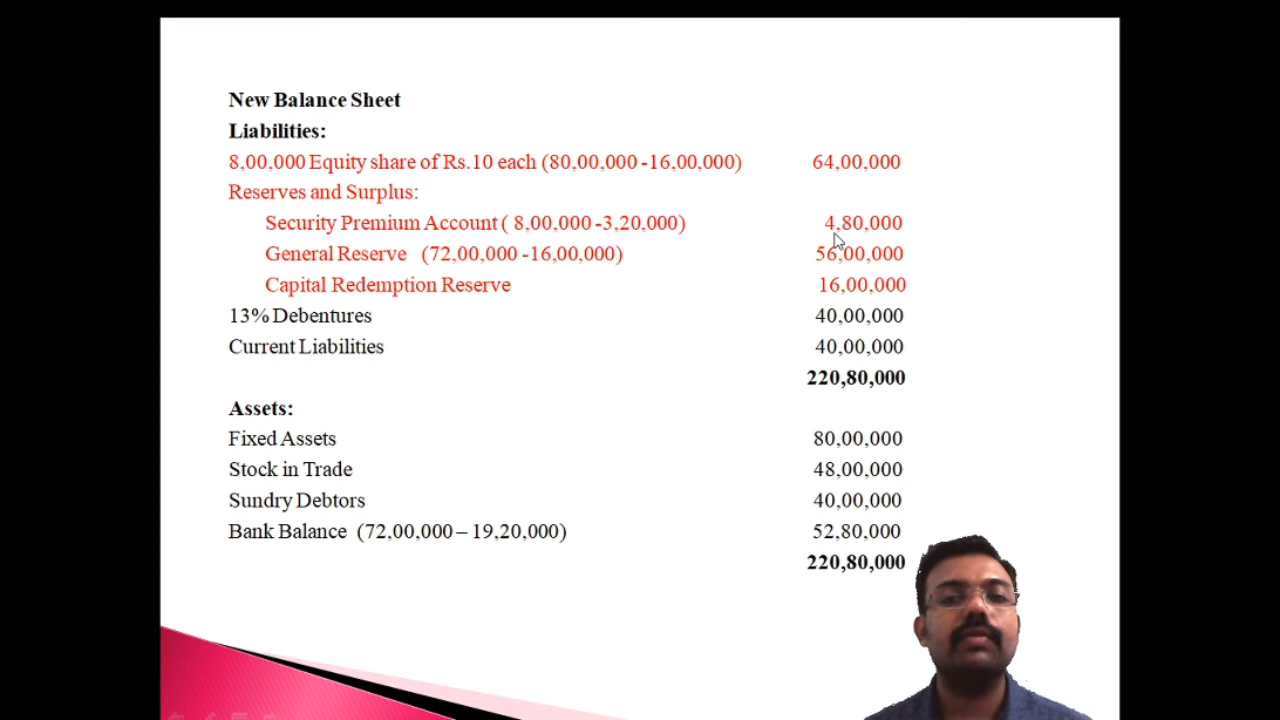 New Balance Sheet
Liabilities:
8,00,000 Equity share of Rs.10 each (80,00,000 -16,00,000) 64,00,000
Reserves and Surplus:
Security Premium Account ( 8,00,000 -3,20,000) 4,80,000
General Reserve (72,00,000 -16,00,000) 56,00,000
Capital Redemption Reserve 16,00,000
13% Debentures 40,00,000
Current Liabilities 40,00,000
220,80,000
Assets:
Fixed Assets 80,00,000
Stock in Trade 48,00,000
Sundry Debtors 40,00,000
Bank Balance (72,00,000 – 19,20,000) 52,80,000
220,80,000